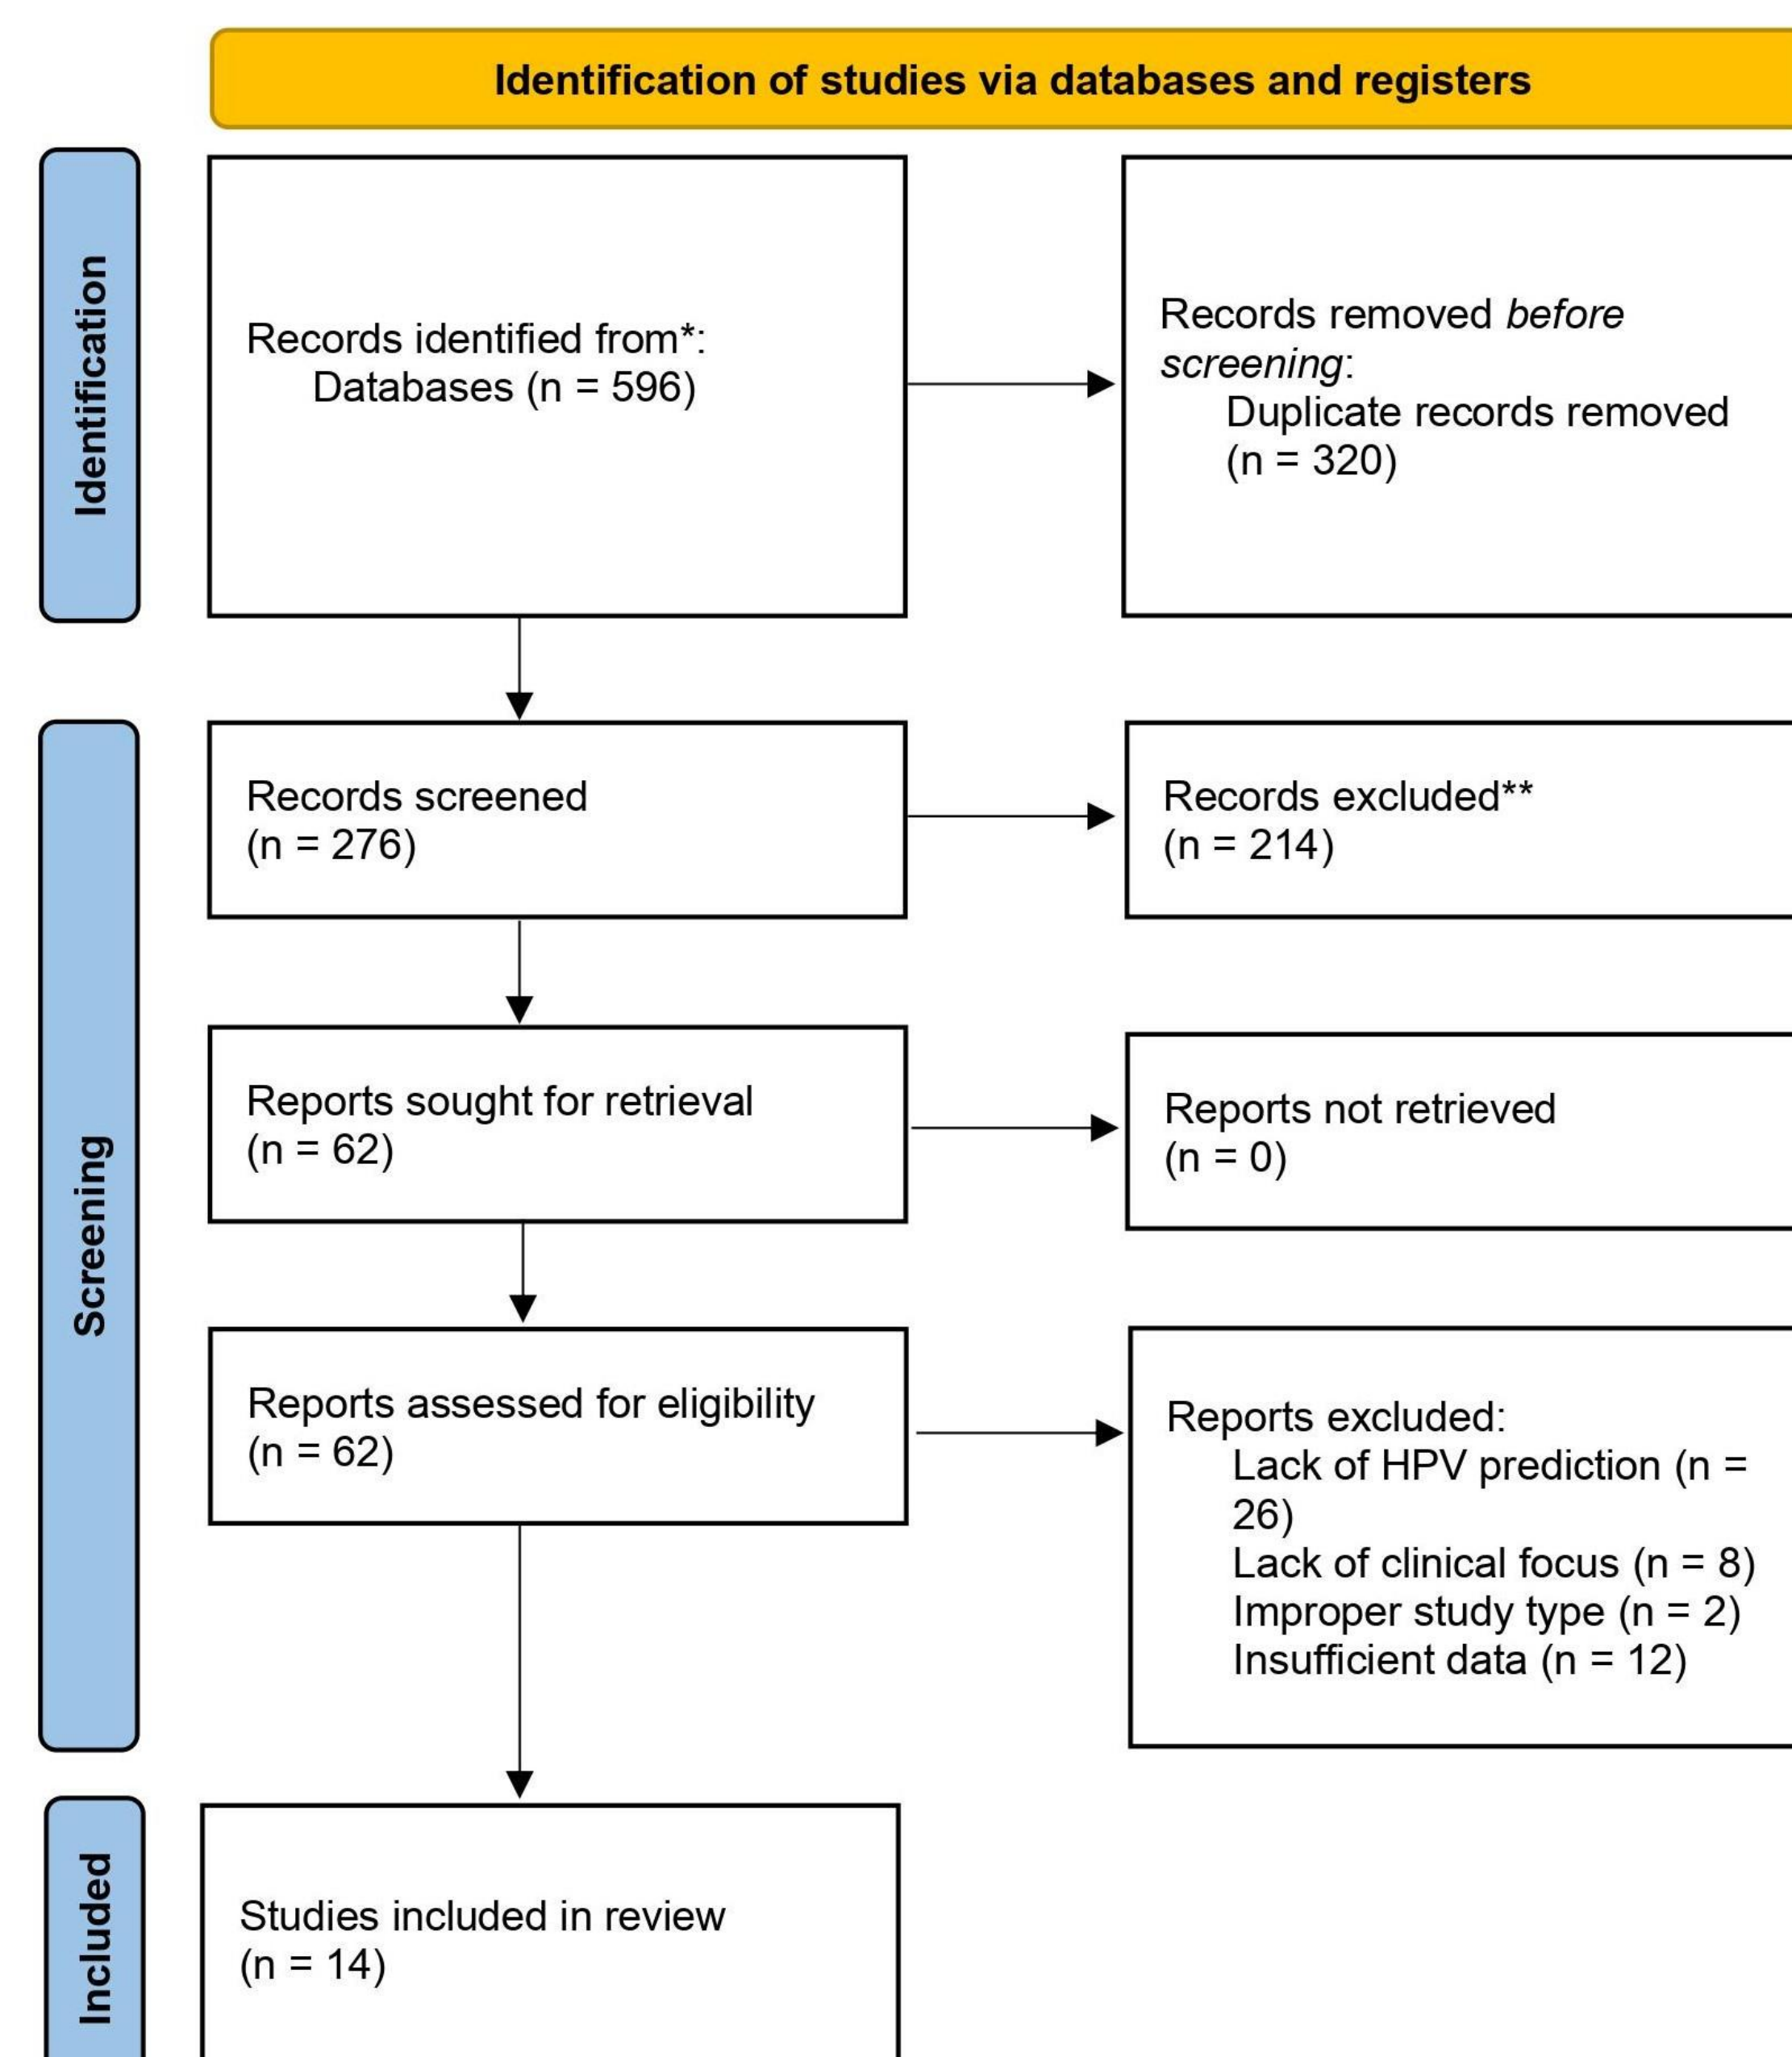 Identification of studies via databases and registers
Identification
Records identified from*:
Databases (n = 596)
Records removed before
screening:
Duplicate records removed
(n = 320)
Screening
Records screened
(n = 276)
Records excluded**
(n = 214)
Reports sought for retrieval
(n = 62)
Reports not retrieved
(n = 0)
Reports assessed for eligibility
(n = 62)
Reports excluded:
Lack of HPV prediction (n =
26)
Lack of clinical focus (n = 8)
Improper study type (n = 2)
Insufficient data (n = 12)
Included
Studies included in review
(n = 14)